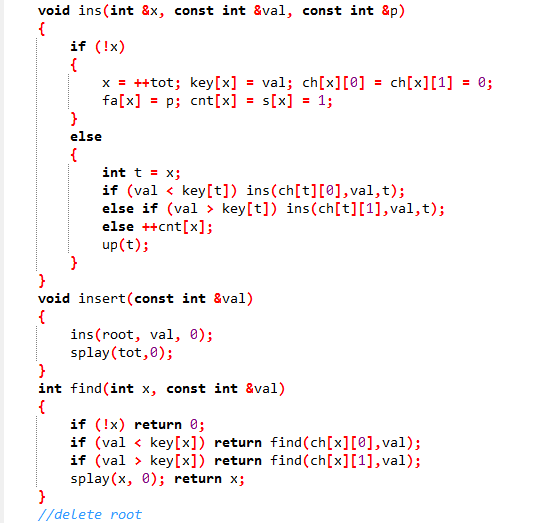 void ins(int &x, const int &val, const int &p)
{
if (!x)
{
x = ++tot; key[x] = val; ch[x][0] = ch[x][1] = 0;
fa[x] = p; cnt[x] = s[x] = 1;
}
else
{
int t = x;
if (val < key[t]) ins(ch[t][0],val,t);
else if (val > key[t]) ins(ch[t][1],val,t);
else ++cnt[x];
up(t);
}
}
void insert(const int &val)
{
ins(root, val, 0);
splay(tot,0);
}
int find(int x, const int &val)
{
if (!x) return 0;
if (val < key[x]) return find(ch[x][0],val);
if (val > key[x]) return find(ch[x][1],val);
splay(x, 0); return x;
}
//delete root